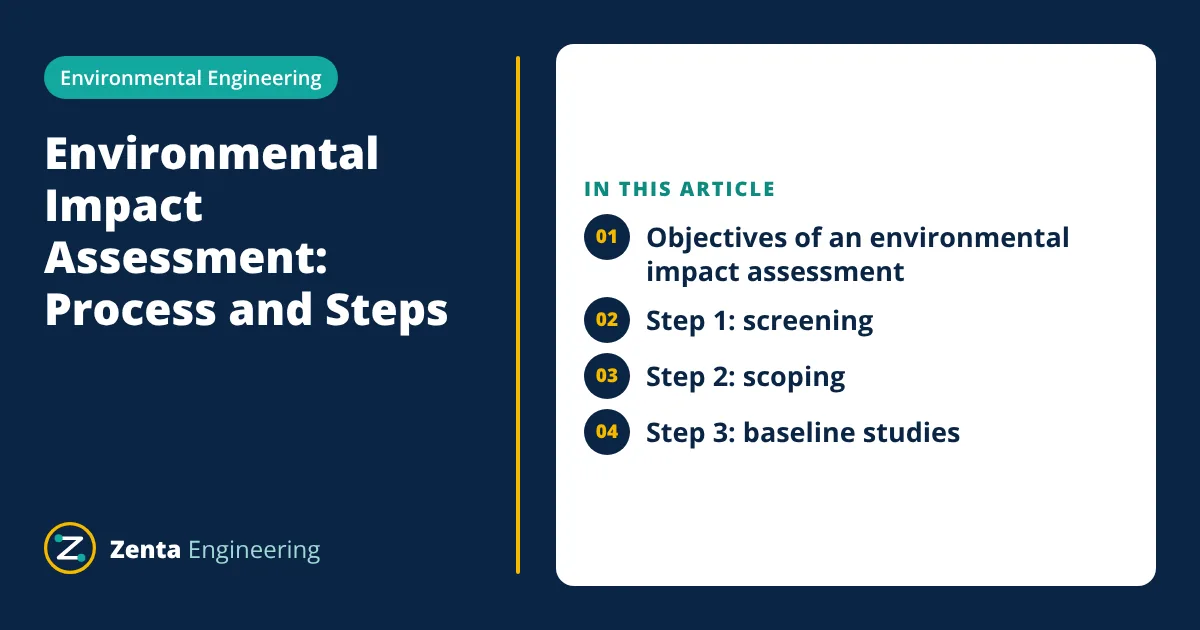 Environmental Engineering
Environmental
Impact
Assessment:
Process and Steps
Zenta Engineering
IN THIS ARTICLE
01 Objectives of an environmental
impact assessment
02 Step 1: screening
03 Step 2: scoping
04 Step 3: baseline studies